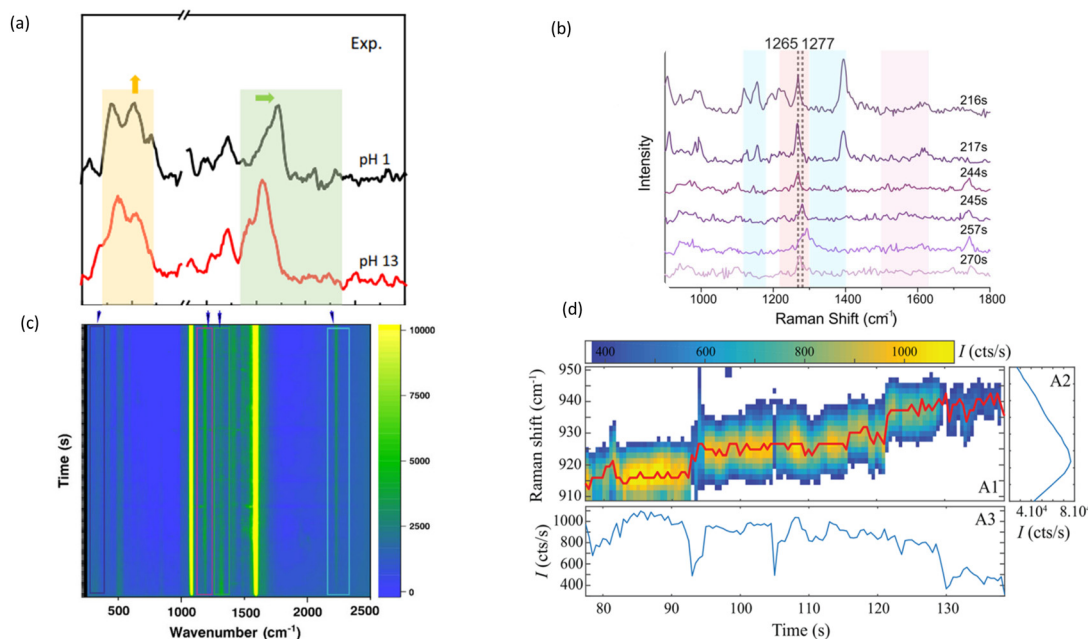 (a)
Exp.
pH 1
pH 13
(b)
1265 1277
216s
217s
244s
245s
257s
270s
Intensity
1000 1200 1400 1600 1800
Raman Shift (cm⁻¹)
(c)
10000
7500
5000
2500
0
Time (s)
500 1000 1500 2000 2500
Wavenumber (cm⁻¹)
(d)
400 600 800 1000 I (cts/s)
950
940
930
920
910
Raman shift (cm⁻¹)
A1
A2
4.10⁴ 8.10⁴
I (cts/s)
A3
1000
800
600
400
I (cts/s)
80 90 100 110 120 130
Time (s)